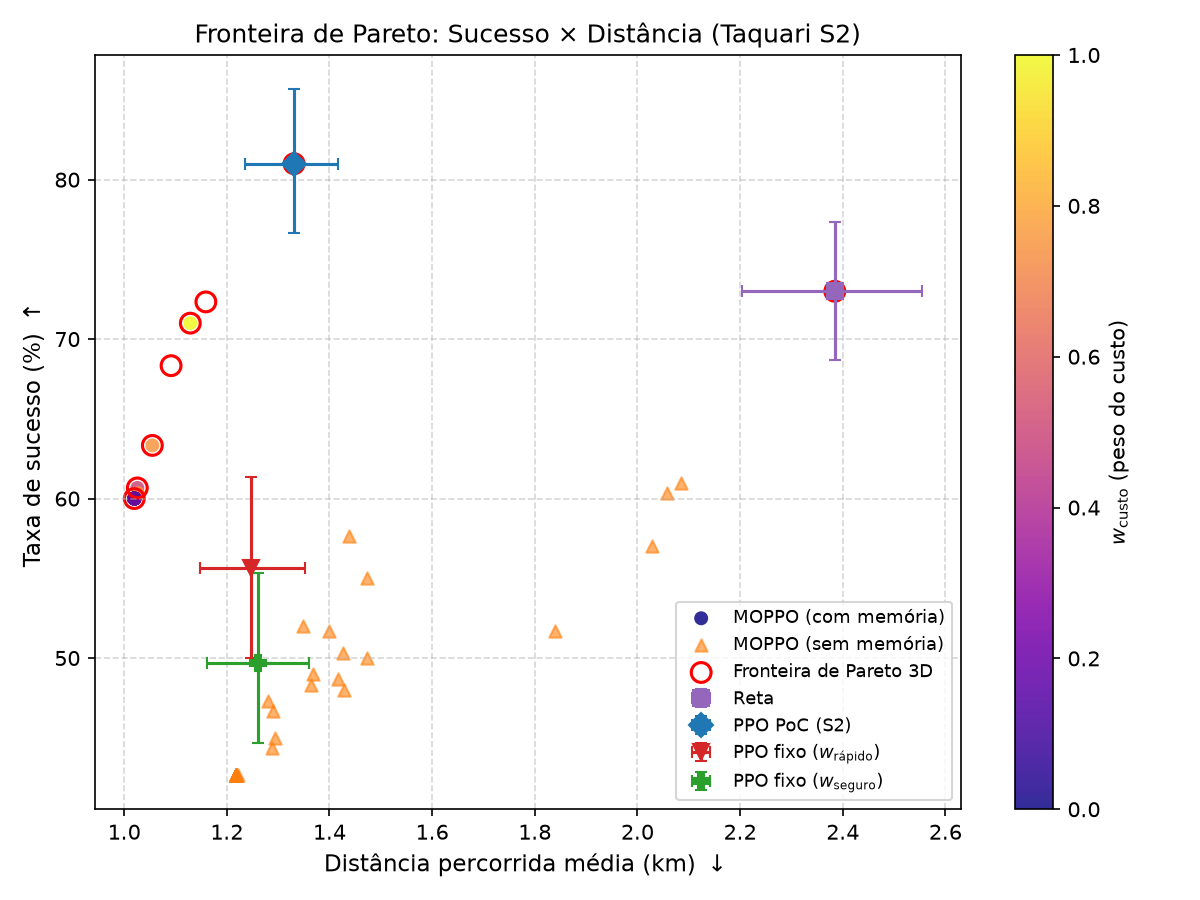 Fronteira de Pareto: Sucesso × Distância (Taquari S2)
Taxa de sucesso (%) ↑
80
70
60
50
1.0 1.2 1.4 1.6 1.8 2.0 2.2 2.4 2.6
Distância percorrida média (km) ↓
MOPPO (com memória)
MOPPO (sem memória)
Fronteira de Pareto 3D
Reta
PPO PoC (S2)
PPO fixo (wrápido)
PPO fixo (wseguro)
1.0
0.8
0.6
0.4
0.2
0.0
wcusto (peso do custo)